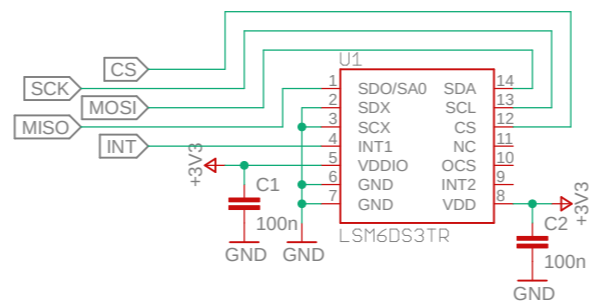 CS
U1
SCK
1 SDO/SA0 SDA 14
MOSI
2 SDX SCL 13
MISO
3 SCX CS 12
INT
4 INT1 NC 11
+3V3
5 VDDIO OCS 10
6 GND INT2 9
C1
7 GND VDD 8
+3V3
100n
C2
LSM6DS3TR
GND
GND
100n
GND